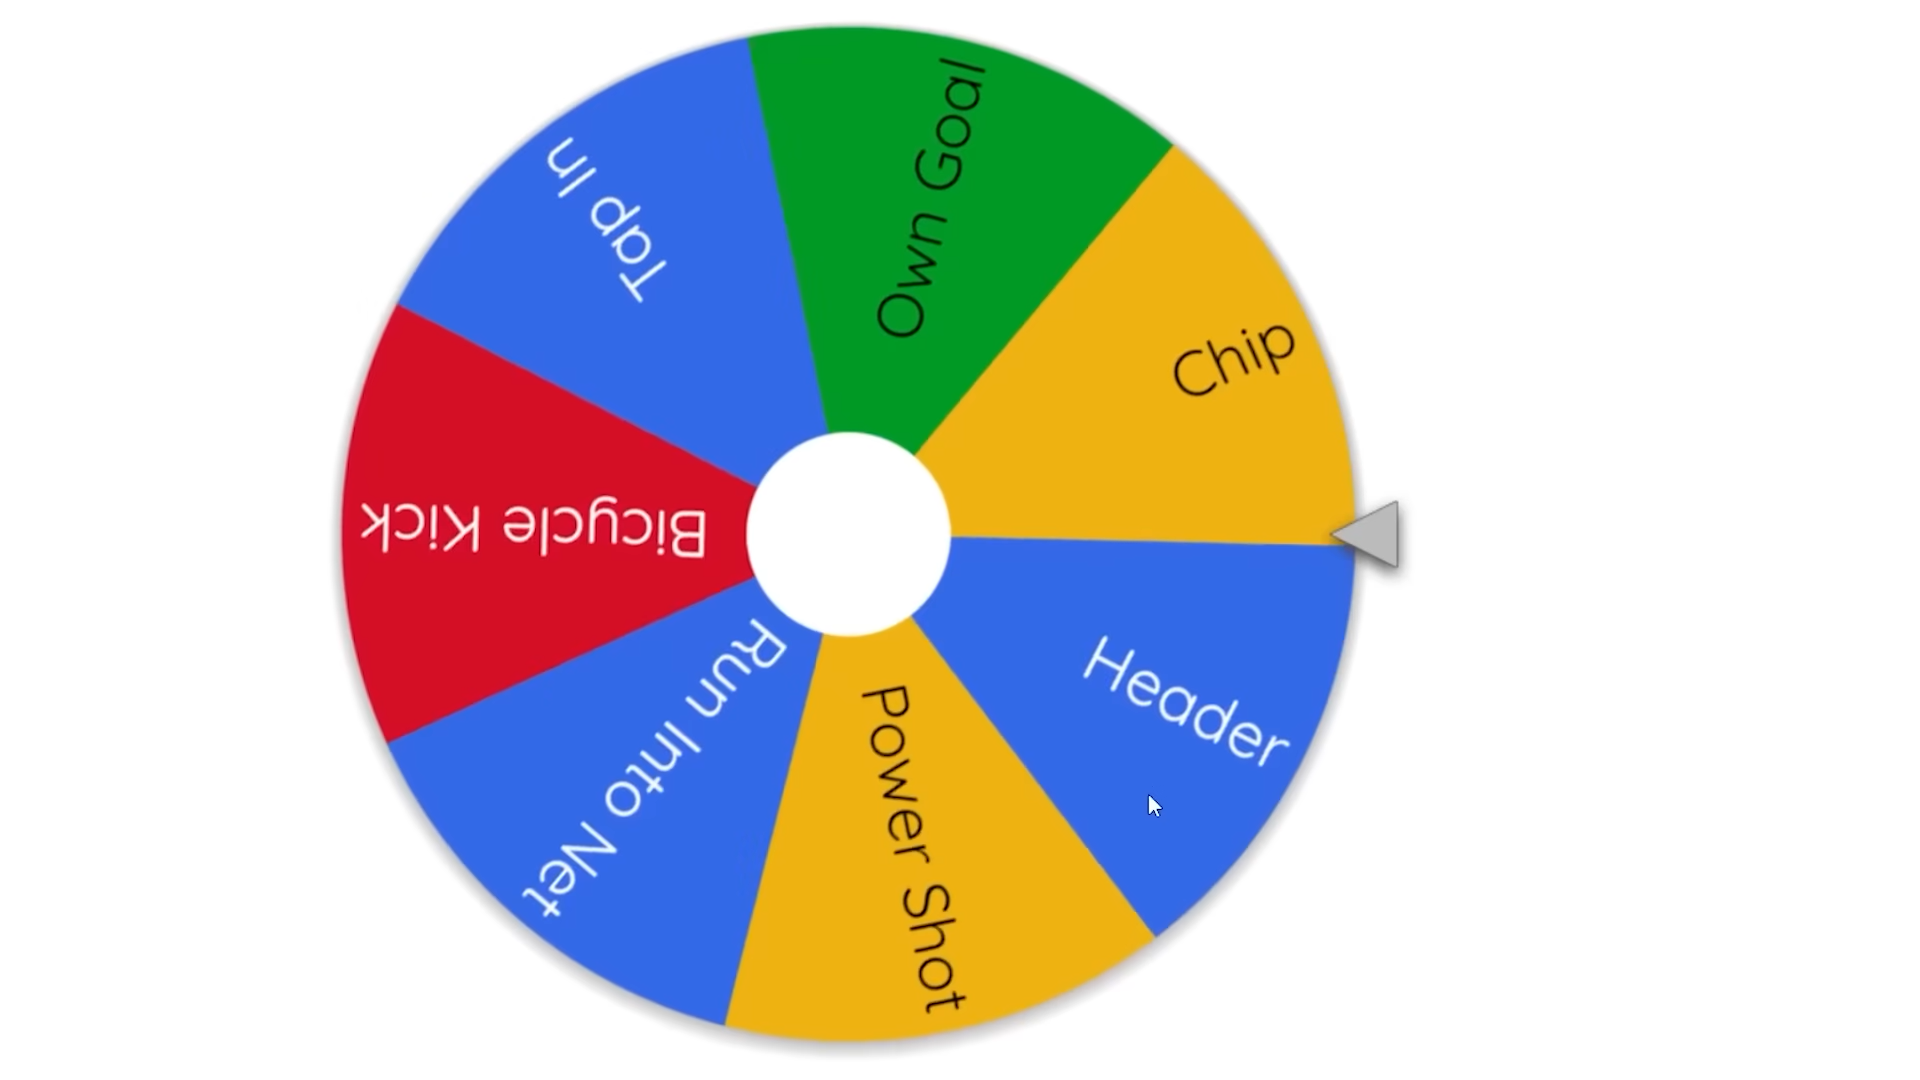 Own Goal
Chip
Header
Power Shot
Run Into Net
Bicycle Kick
Tap In